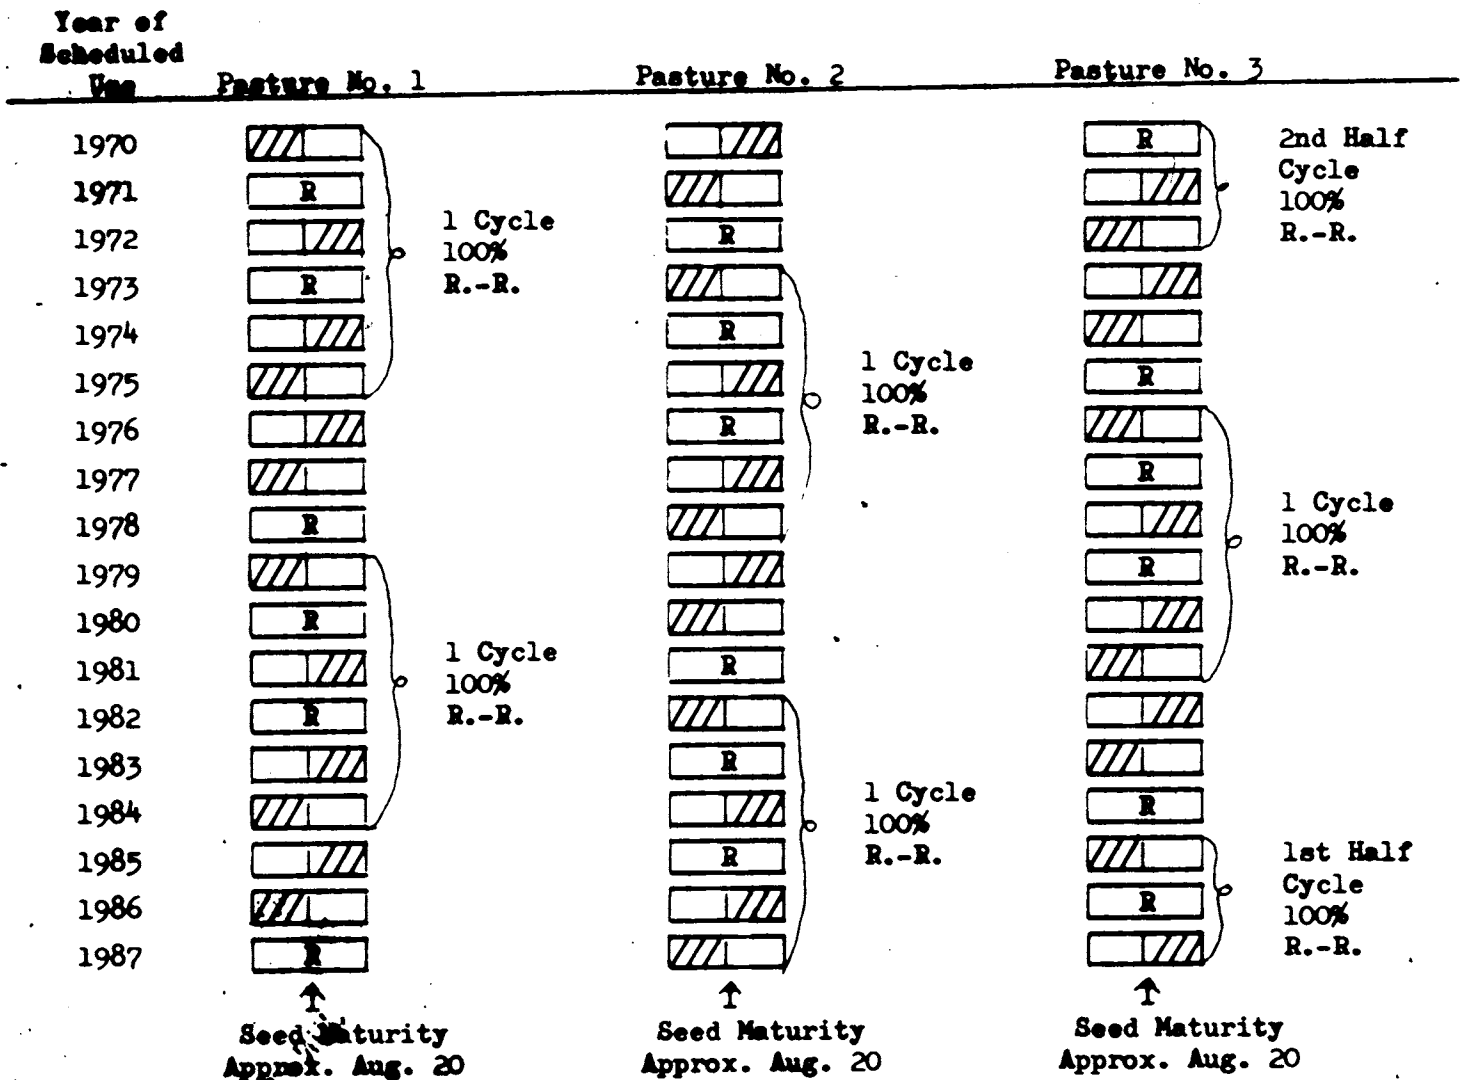 Year of
Scheduled
Use Pasture No. 1 Pasture No. 2 Pasture No. 3
1970 R 2nd Half
Cycle
1971 R 100%
1 Cycle
1972 R R.-R.
100%
1973 R R.-R.
1974 R
1 Cycle
1975 R
100%
1976 R R.-R.
1977 R
1 Cycle
1978 R
100%
1979 R R.-R.
1980 R
1 Cycle
1981 R
100%
1982 R R.-R.
1983 R
1 Cycle
1984 R
100%
1985 R R.-R. 1st Half
Cycle
1986 R 100%
1987 R R.-R.
Seed Maturity Seed Maturity Seed Maturity
Approx. Aug. 20 Approx. Aug. 20 Approx. Aug. 20